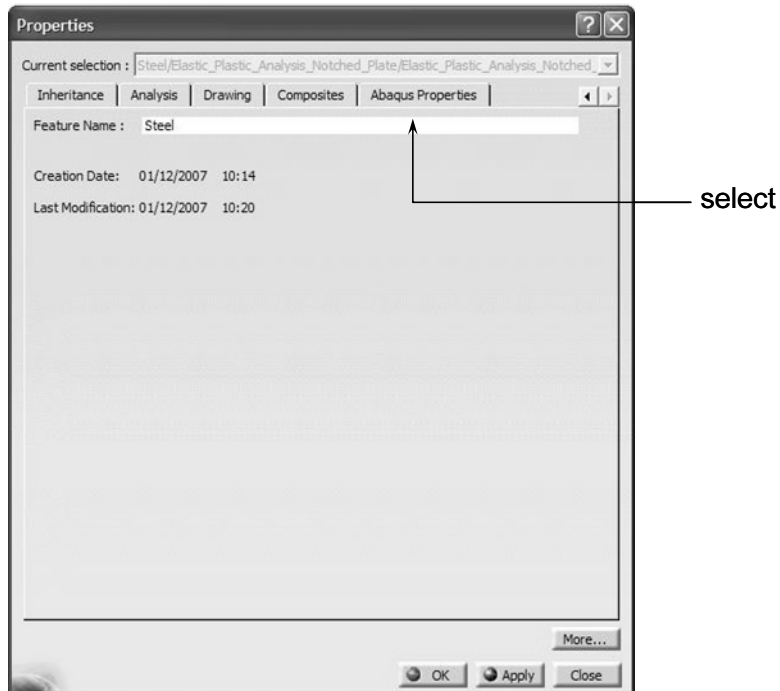 Properties
Current selection : Steel/Elastic_Plastic_Analysis_Notched_Plate/Elastic_Plastic_Analysis_Notched_
Inheritance Analysis Drawing Composites Abaqus Properties
Feature Name : Steel
select
Creation Date: 01/12/2007 10:14
Last Modification: 01/12/2007 10:20
More...
OK Apply Close